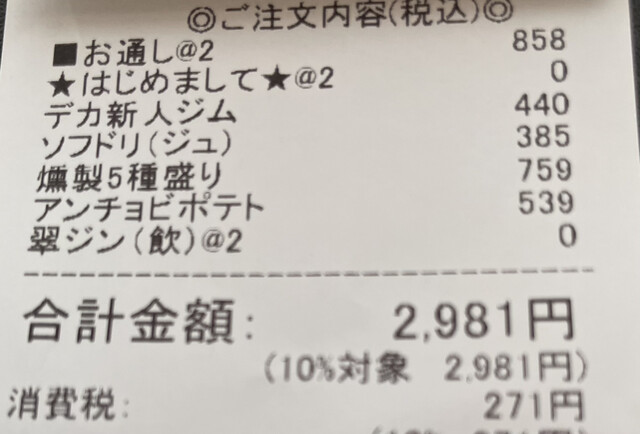 ◎ご注文内容(税込)◎
■お通し@2 858
★はじめまして★@2 0
デカ新人ジム 440
ソフドリ(ジュ) 385
燻製5種盛り 759
アンチョビポテト 539
翠ジン(飲)@2 0
合計金額: 2,981円
(10%対象 2,981円)
消費税: 271円